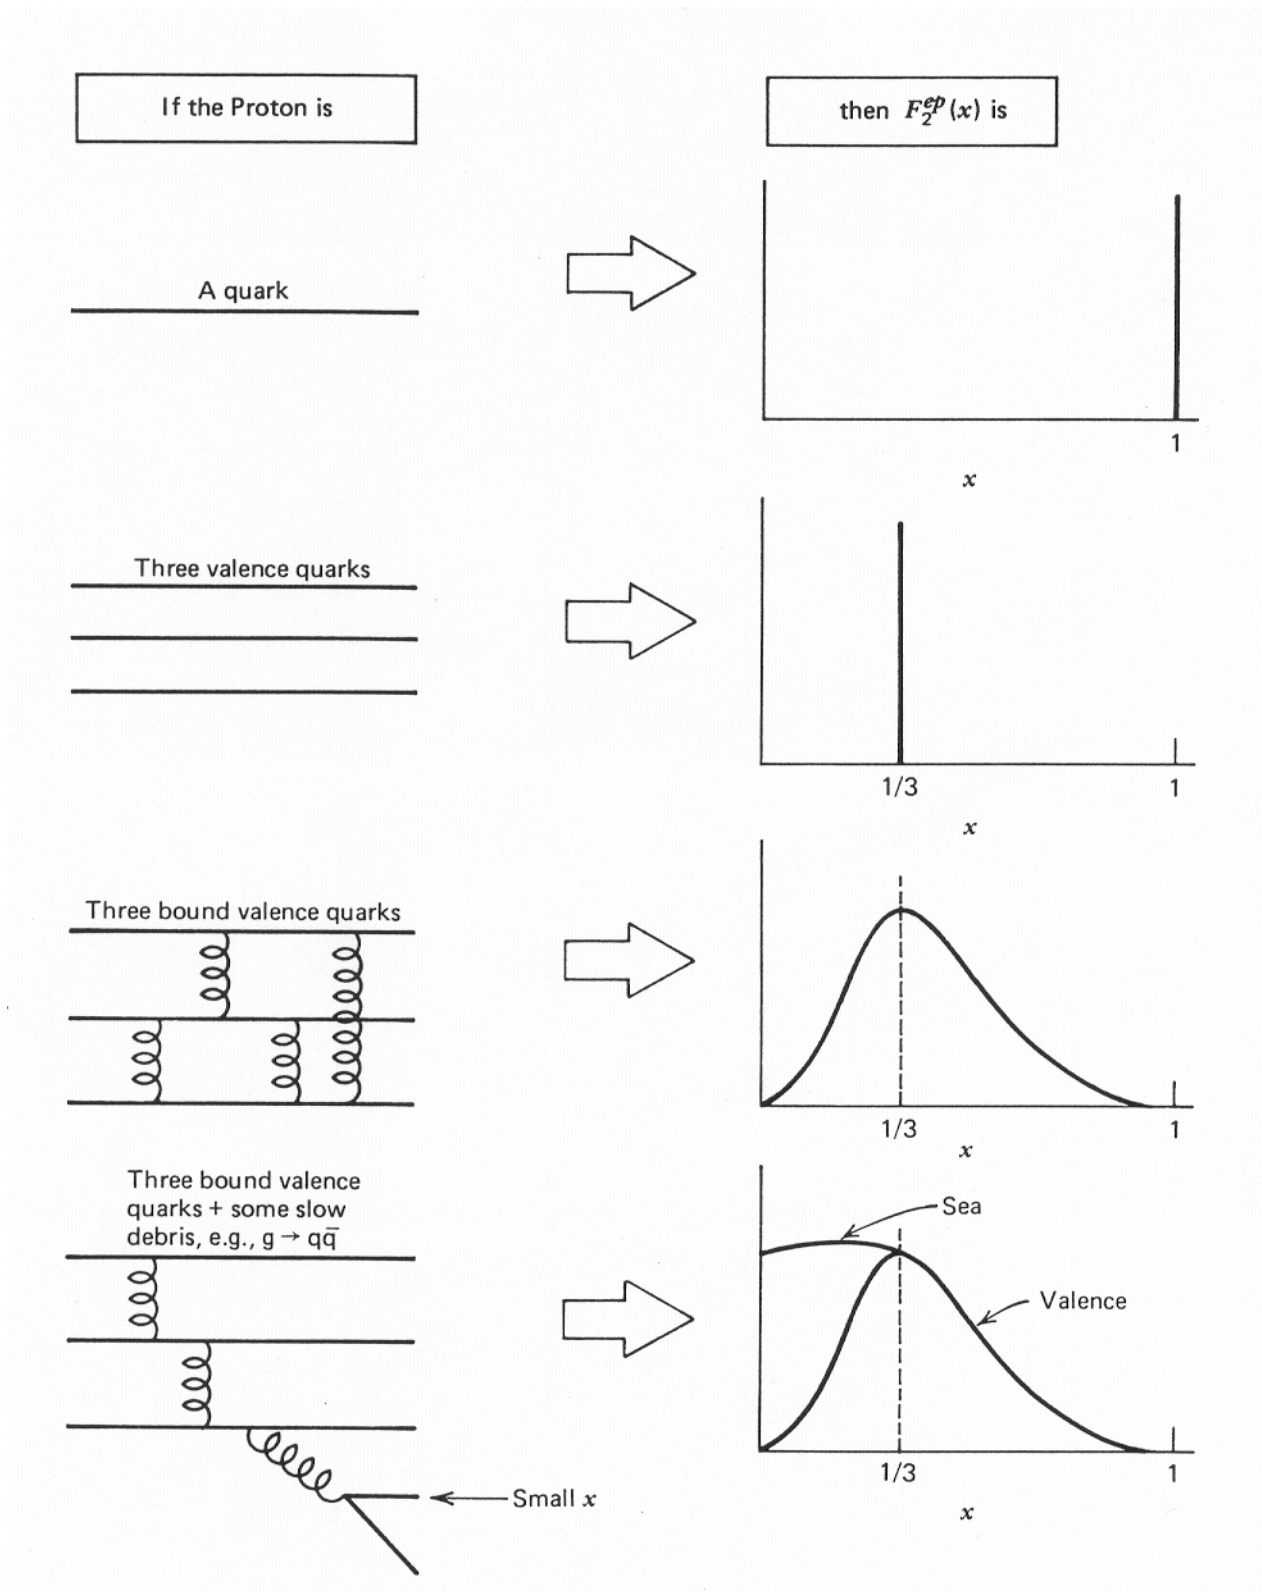 If the Proton is
then F₂ᵉᵖ(x) is
A quark
1
x
Three valence quarks
1/3
1
x
Three bound valence quarks
1/3
1
x
Three bound valence
quarks + some slow
debris, e.g., g → qq̄
Sea
Valence
1/3
1
Small x
x